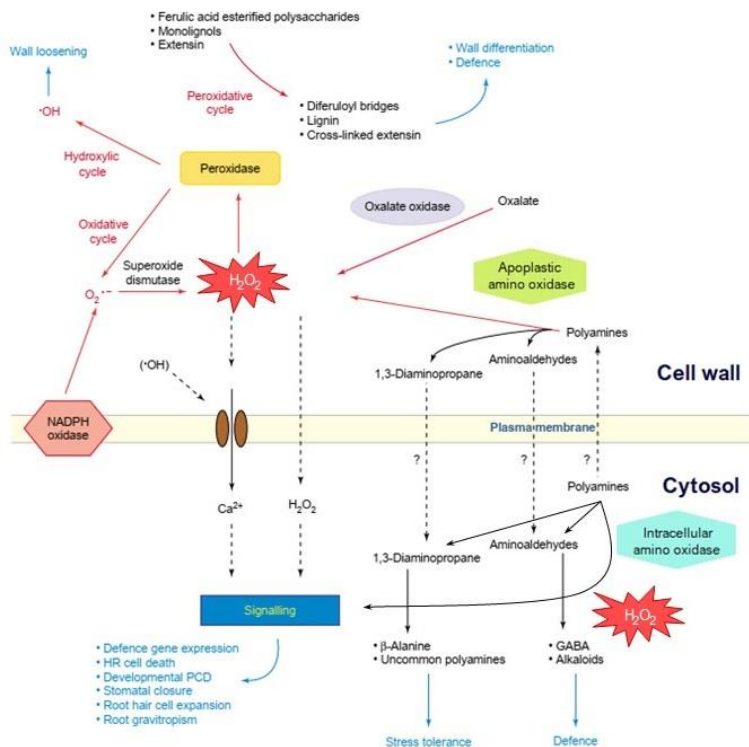 • Ferulic acid esterified polysaccharides
• Monolignols
• Extensin
Wall loosening
• Wall differentiation
• Defence
Peroxidative
cycle
•OH
• Diferuloyl bridges
• Lignin
• Cross-linked extensin
Hydroxylic
cycle
Peroxidase
Oxalate oxidase
Oxalate
Oxidative
cycle
Superoxide
dismutase
H2O2
Apoplastic
amino oxidase
O2•−
Polyamines
Aminoaldehydes
1,3-Diaminopropane
(•OH)
Cell wall
NADPH
oxidase
Plasma membrane
?
?
?
Polyamines
Cytosol
Ca2+
H2O2
Aminoaldehydes
Intracellular
amino oxidase
1,3-Diaminopropane
Signalling
H2O2
• Defence gene expression
• HR cell death
• Developmental PCD
• Stomatal closure
• Root hair cell expansion
• Root gravitropism
• β-Alanine
• Uncommon polyamines
• GABA
• Alkaloids
Stress tolerance
Defence